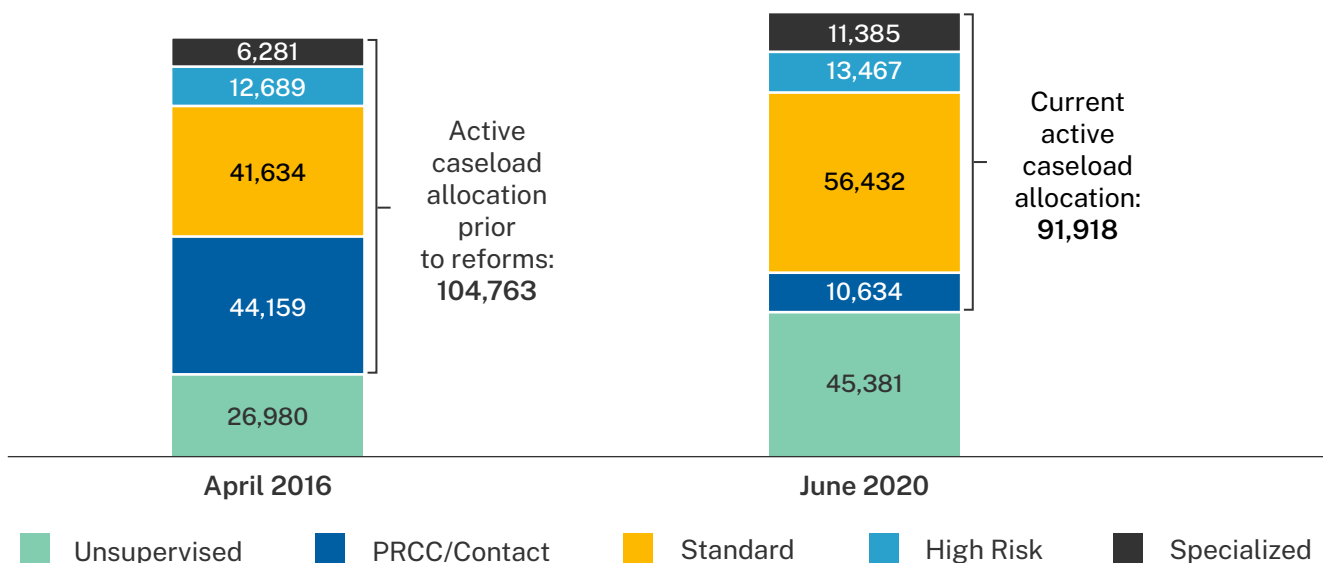 6,281
12,689
41,634
44,159
26,980
Active
caseload
allocation
prior
to reforms:
104,763
11,385
13,467
56,432
10,634
45,381
Current
active
caseload
allocation:
91,918
April 2016
June 2020
Unsupervised
PRCC/Contact
Standard
High Risk
Specialized